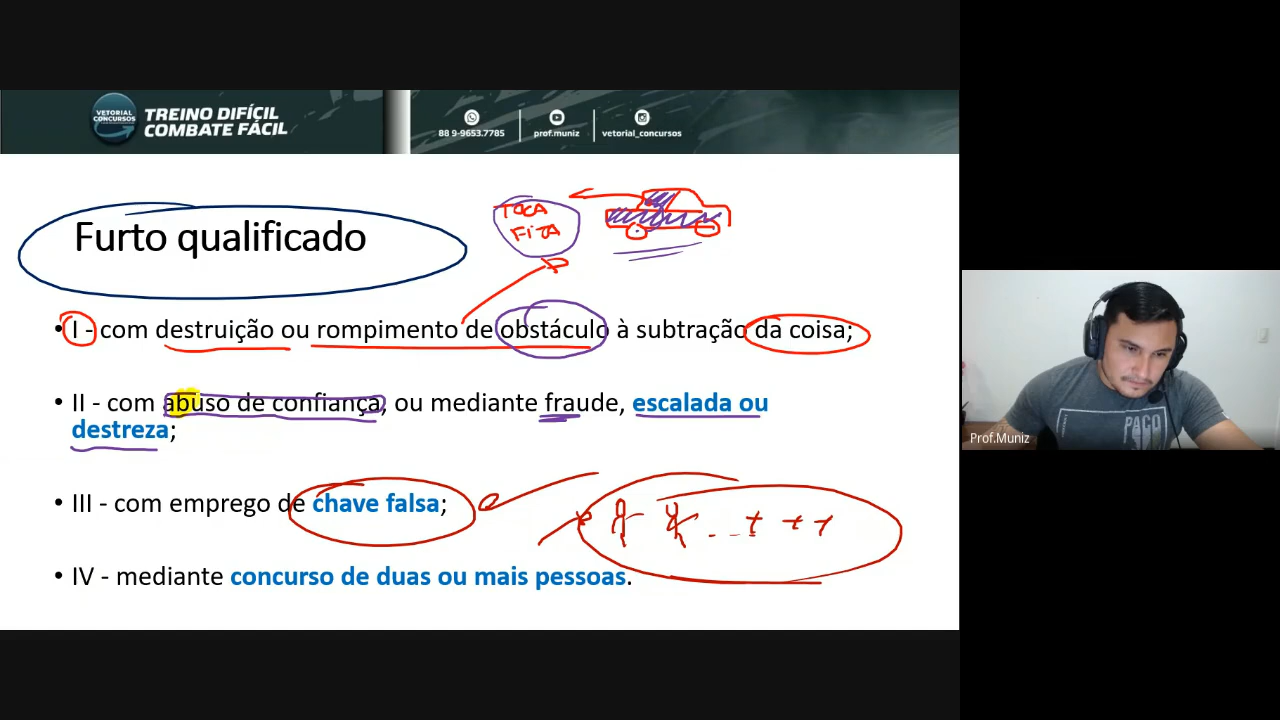 VETORIAL
CONCURSOS
TREINO DIFÍCIL
COMBATE FÁCIL
88 9-9653.7785
prof.muniz
vetorial_concursos
Furto qualificado
TOCA
FITA
• I - com destruição ou rompimento de obstáculo à subtração da coisa;
• II - com abuso de confiança, ou mediante fraude, escalada ou
destreza;
• III - com emprego de chave falsa;
• IV - mediante concurso de duas ou mais pessoas.
Prof.Muniz